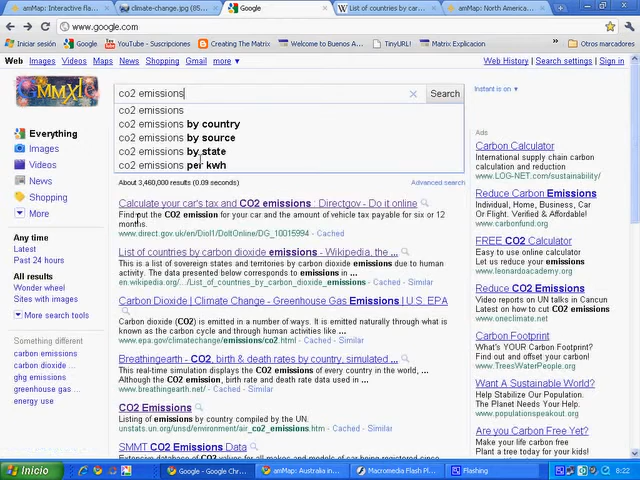 amMap: Interactive fla...
climate-change.jpg (85...
Google
List of countries by car...
amMap: North America...
www.google.com
Iniciar sesión
Google
YouTube - Suscripciones
Creating The Matrix
Welcome to Buenos A...
TinyURL!
Matrix Explicacion
Otros marcadores
Web Images Videos Maps News Shopping Gmail more ▼
Web History | Search settings | Sign in
MMXI
co2 emissions
Search
Instant is on ▼
co2 emissions
co2 emissions by country
co2 emissions by source
co2 emissions by state
co2 emissions per kwh
About 3,460,000 results (0.09 seconds)
Advanced search
Everything
Images
Videos
News
Shopping
More
Any time
Latest
Past 24 hours
All results
Wonder wheel
Sites with images
More search tools
Something different
carbon emissions
carbon dioxide ...
ghg emissions
greenhouse gas ...
energy use
Calculate your car's tax and CO2 emissions : Directgov - Do it online
Find out the CO2 emission for your car and the amount of vehicle tax payable for six or 12
months.
www.direct.gov.uk/en/Diol1/DoItOnline/DG_10015994 - Cached
List of countries by carbon dioxide emissions - Wikipedia, the ...
This is a list of sovereign states and territories by carbon dioxide emissions due to human
activity. The data presented below corresponds to emissions in ...
en.wikipedia.org/.../List_of_countries_by_carbon_dioxide_emissions - Cached - Similar
Carbon Dioxide | Climate Change - Greenhouse Gas Emissions | U.S. EPA
Carbon dioxide (CO2) is emitted in a number of ways. It is emitted naturally through what is
known as the carbon cycle and through human activities like ...
www.epa.gov/climatechange/emissions/co2.html - Cached - Similar
Breathingearth - CO2, birth & death rates by country, simulated ...
This real-time simulation displays the CO2 emissions of every country in the world, ...
Although the CO2 emission, birth rate and death rate data used in ...
www.breathingearth.net/ - Cached - Similar
CO2 Emissions
Listing of emissions by country compiled by the UN.
unstats.un.org/unsd/environment/air_co2_emissions.htm - Cached - Similar
SMMT CO2 Emissions Data
Ads
Carbon Calculator
International supply chain carbon
reduction and calculation
www.LOG-NET.com/sustainability
Reduce Carbon Emissions
Individual, Home, Business, Car
Or Flight. Verified & Affordable!
CarbonFund.org
FREE CO2 Calculator
Easy to use online calculator
Let us reduce your emissions
www.leonardoacademy.org
Reduce CO2 Emissions
Video reports on UN talks in Cancun
Latest on how to cut CO2 emissions
www.oneclimate.net
Carbon Footprint
What's YOUR Carbon Footprint?
Find out and offset your carbon!
www.TreesWaterPeople.org
Want A Sustainable World?
Help Stabilize Our Population.
Make the Planet Needs Help.
www.populationspeakout.org
Are you Carbon Free Yet?
Make your life carbon free!
Plant a tree today for your kids!
Inicio
Google - Google Chr...
amMap: Australia in...
Macromedia Flash Pl...
Flashing
8:22